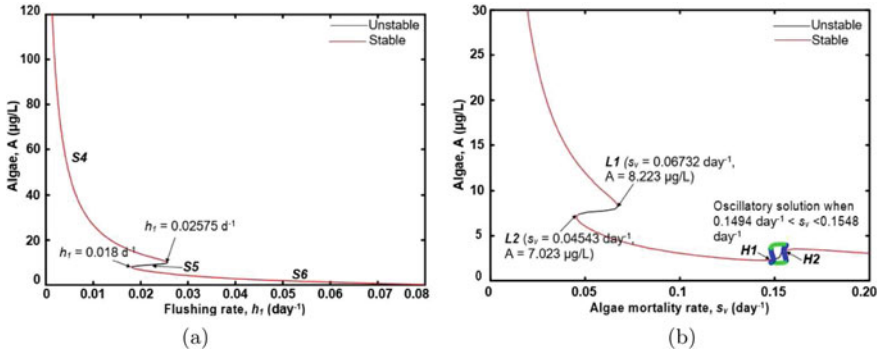 120
100
80
60
40
20
0
Algae, A (µg/L)
Unstable
Stable
S4
h₁ = 0.02575 d⁻¹
h₁ = 0.018 d⁻¹
S5
S6
0
0.01
0.02
0.03
0.04
0.05
0.06
0.07
0.08
Flushing rate, h₁ (day⁻¹)
(a)
30
25
20
15
10
5
0
Algae, A (µg/L)
Unstable
Stable
L1 (sᵥ = 0.06732 day⁻¹,
A = 8.223 µg/L)
Oscillatory solution when
0.1494 day⁻¹ < sᵥ <0.1548
day⁻¹
L2 (sᵥ = 0.04543 day⁻¹,
A = 7.023 µg/L)
H1
H2
0
0.05
0.10
0.15
0.20
Algae mortality rate, sᵥ (day⁻¹)
(b)